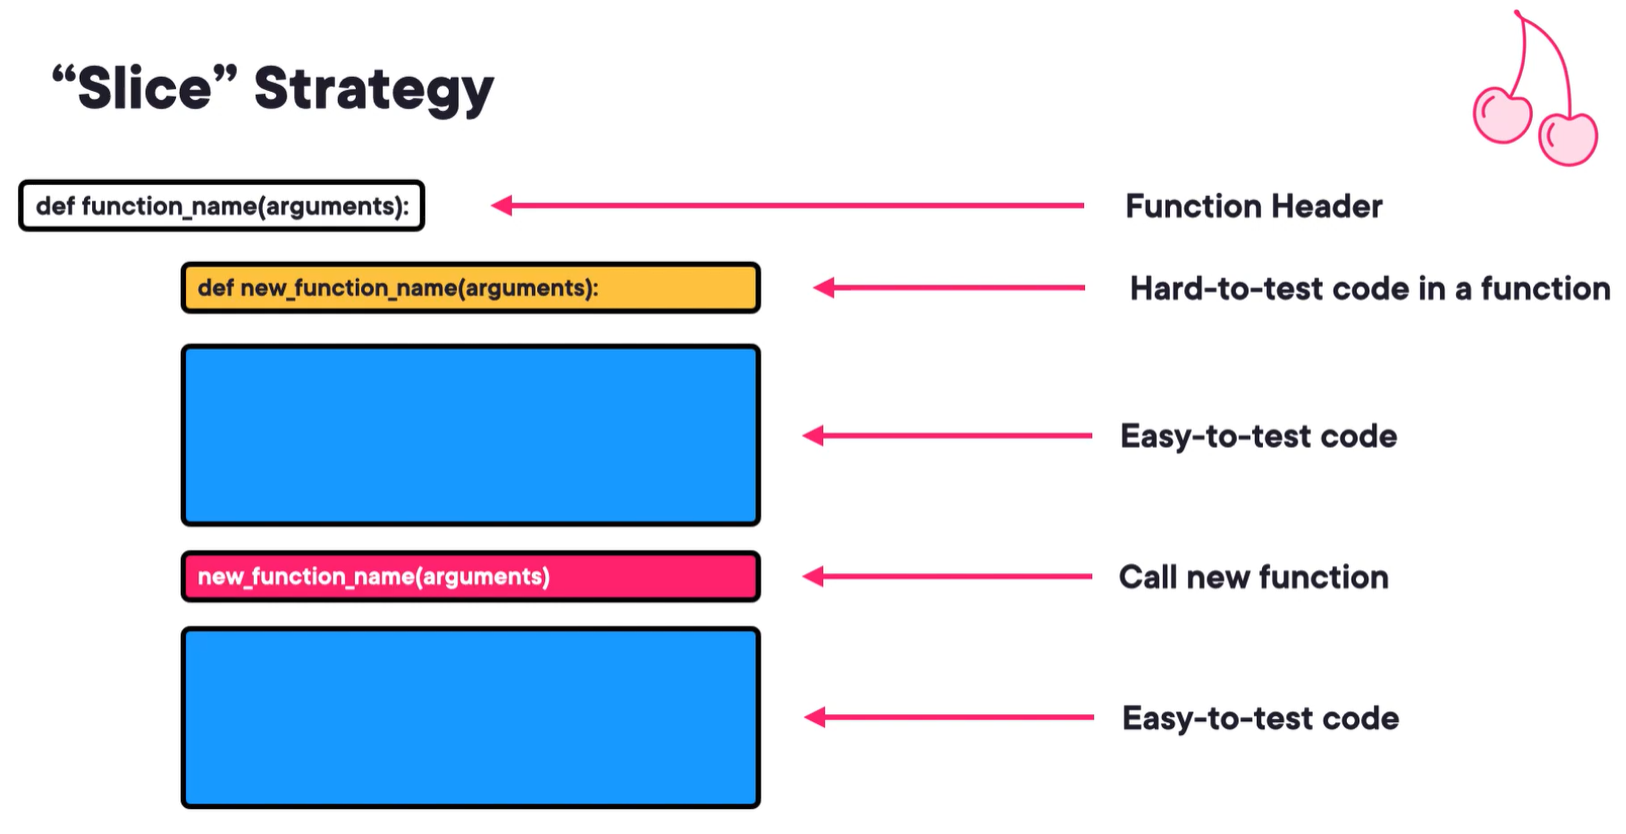 “Slice” Strategy
def function_name(arguments):
Function Header
def new_function_name(arguments):
Hard-to-test code in a function
Easy-to-test code
new_function_name(arguments)
Call new function
Easy-to-test code